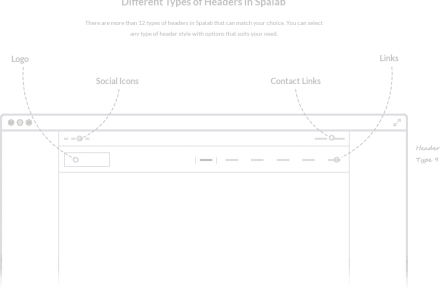 Different Types of Headers in Spalab
There are more than 12 types of headers in Spalab that can match your choice. You can select
any type of header style with options that suits your need.
Logo
Links
Social Icons
Contact Links
Header
Type 9